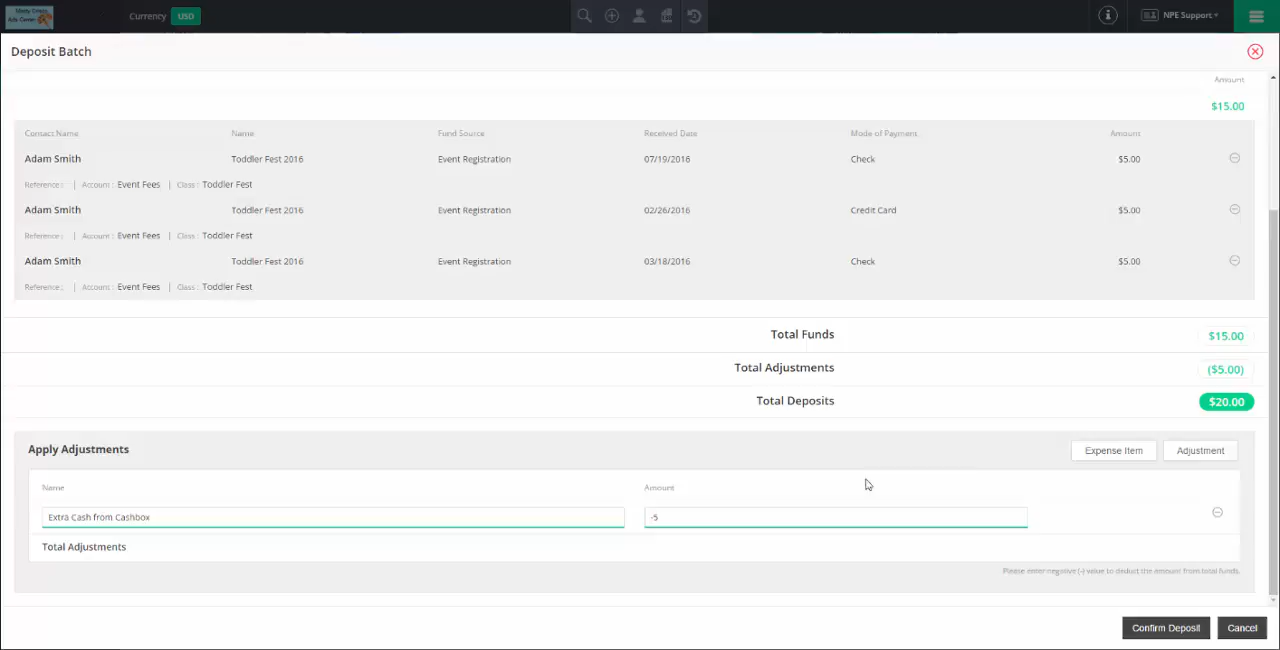 Currency USD NPE Support
Deposit Batch
Amount
$15.00
Contact Name Name Fund Source Received Date Mode of Payment Amount
Adam Smith Toddler Fest 2016 Event Registration 07/19/2016 Check $5.00
Reference : | Account : Event Fees | Class : Toddler Fest
Adam Smith Toddler Fest 2016 Event Registration 02/26/2016 Credit Card $5.00
Reference : | Account : Event Fees | Class : Toddler Fest
Adam Smith Toddler Fest 2016 Event Registration 03/18/2016 Check $5.00
Reference : | Account : Event Fees | Class : Toddler Fest
Total Funds $15.00
Total Adjustments ($5.00)
Total Deposits $20.00
Apply Adjustments Expense Item Adjustment
Name Amount
Extra Cash from Cashbox -5
Total Adjustments
Please enter negative (-) value to deduct the amount from total funds.
Confirm Deposit Cancel